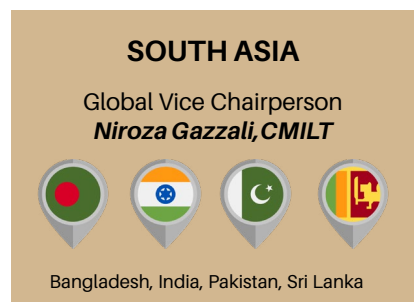 SOUTH ASIA
Global Vice Chairperson
Niroza Gazzali,CMILT
Bangladesh, India, Pakistan, Sri Lanka